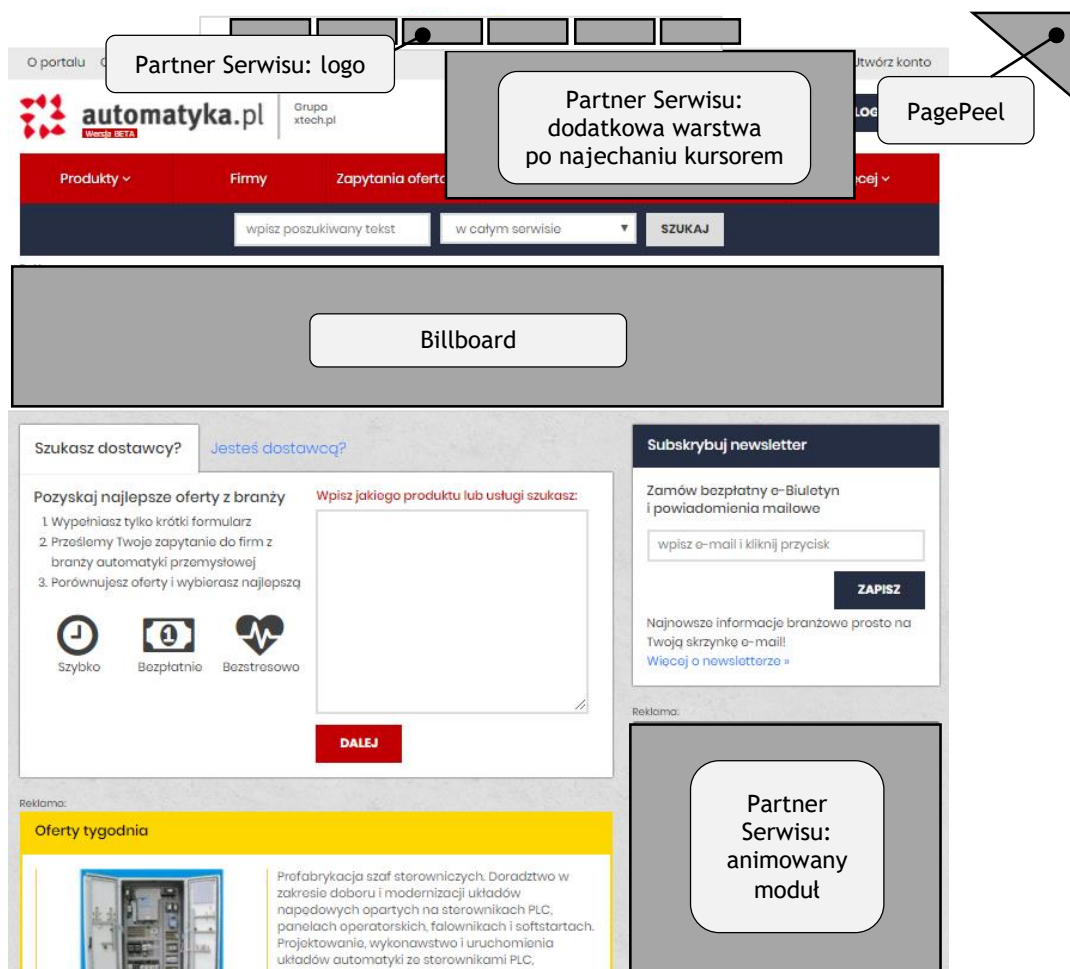 O portalu
Utwórz konto
Partner Serwisu: logo
Partner Serwisu:
dodatkowa warstwa
po najechaniu kursorem
PagePeel
automatyka.pl
Wersja BETA
Grupa
xtech.pl
Produkty
Firmy
wpisz poszukiwany tekst
w całym serwisie
SZUKAJ
Billboard
Szukasz dostawcy?
Jesteś dostawcą?
Pozyskaj najlepsze oferty z branży
1. Wypełniasz tylko krótki formularz
2. Prześlemy Twoje zapytanie do firm z
branży automatyki przemysłowej
3. Porównujesz oferty i wybierasz najlepszą
Szybko
Bezpłatnie
Bezstresowo
Wpisz jakiego produktu lub usługi szukasz:
DALEJ
Subskrybuj newsletter
Zamów bezpłatny e-Biuletyn
i powiadomienia mailowe
wpisz e-mail i kliknij przycisk
ZAPISZ
Najnowsze informacje branżowe prosto na
Twoją skrzynkę e-mail!
Więcej o newsletterze »
Reklama:
Partner
Serwisu:
animowany
moduł
Reklama:
Oferty tygodnia
Prefabrykacja szaf sterowniczych. Doradztwo w
zakresie doboru i modernizacji układów
napędowych opartych na sterownikach PLC,
panelach operatorskich, falownikach i softstartach.
Projektowanie, wykonawstwo i uruchomienia
układów automatyki ze sterownikami PLC,